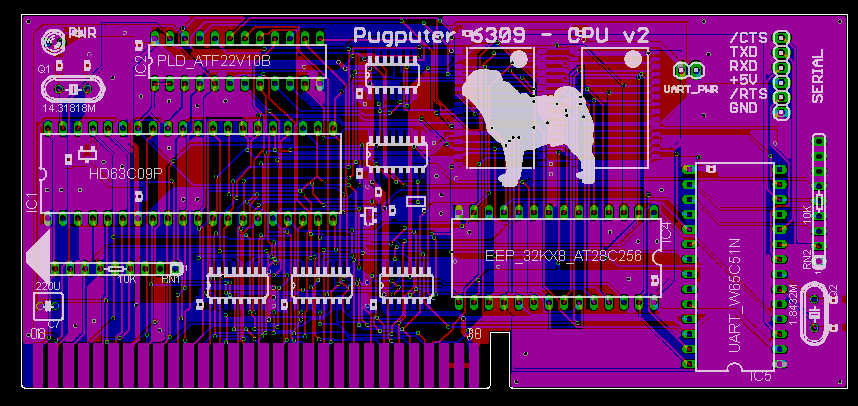 PWR
Pugputer 6309 - CPU v2
IC2
PLD_ATF22V10B
Q1
14.31818M
/CTS
TXD
RXD
+5V
/RTS
GND
SERIAL
UART_PWR
HD63C09P
IC1
10K
RN2
1
IC4
EEP_32KX8_AT28C256
UART_W65C51N
10K
RN1
220U
C7
1.8432M
Q2
IC5